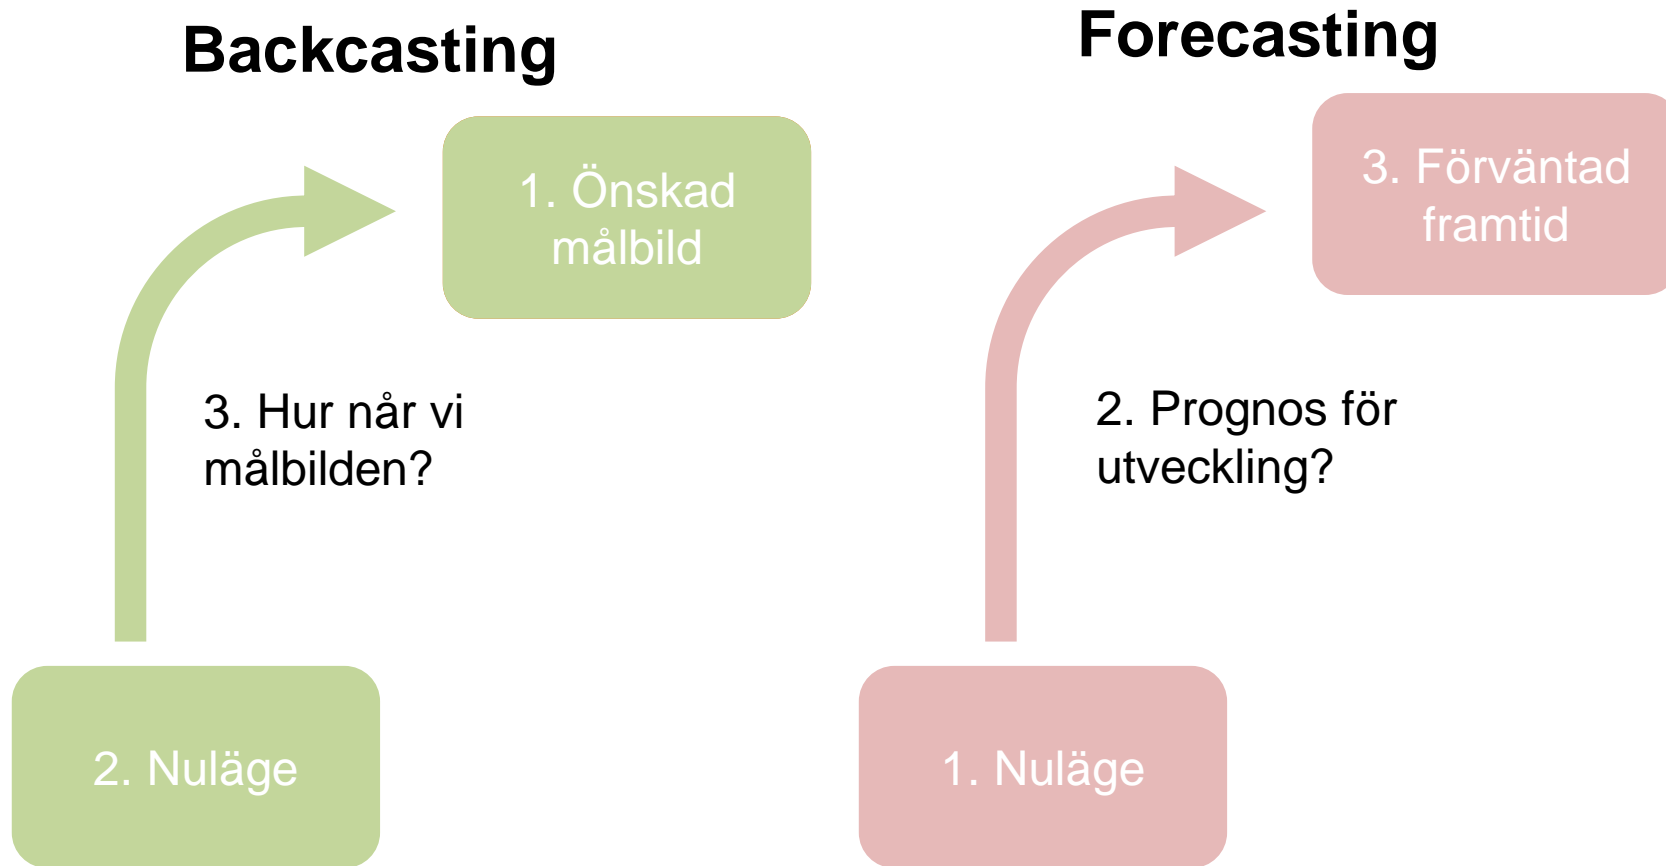 Backcasting
1. Önskad
målbild
3. Hur når vi
målbilden?
2. Nuläge
Forecasting
3. Förväntad
framtid
2. Prognos för
utveckling?
1. Nuläge